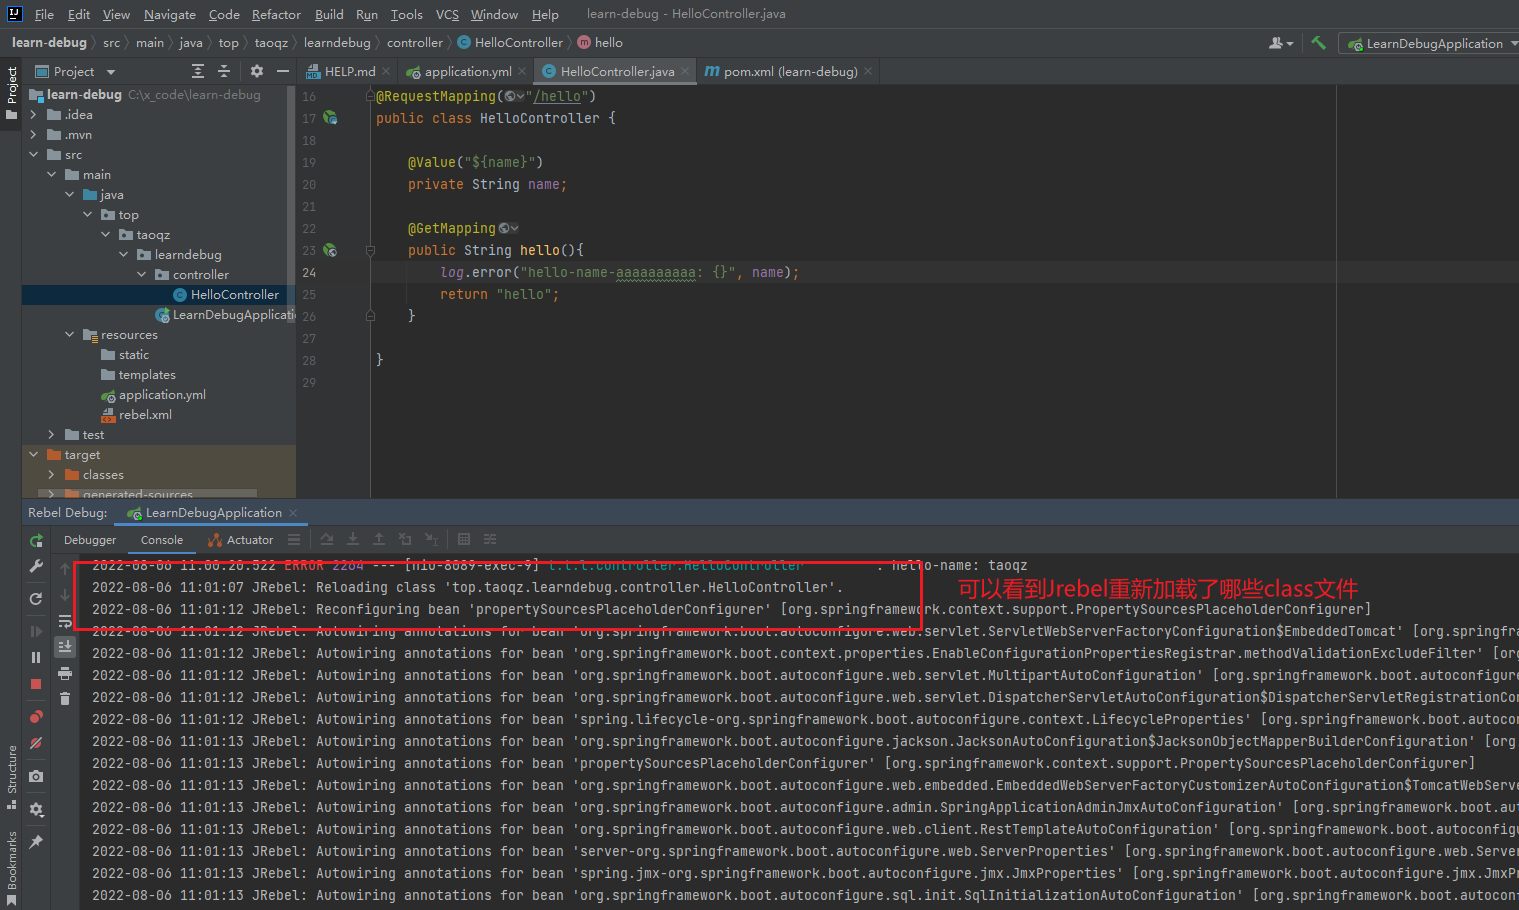 File Edit View Navigate Code Refactor Build Run Tools VCS Window Help learn-debug - HelloController.java
learn-debug src main java top taoqz learndebug controller HelloController hello
LearnDebugApplication
Project
Project
HELP.md application.yml HelloController.java pom.xml (learn-debug)
learn-debug C:\x_code\learn-debug
.idea
.mvn
src
main
java
top
taoqz
learndebug
controller
HelloController
LearnDebugApplicati
resources
static
templates
application.yml
rebel.xml
test
target
classes
generated-sources
16 @RequestMapping("/hello")
17 public class HelloController {
18
19 @Value("${name}")
20 private String name;
21
22 @GetMapping
23 public String hello(){
24 log.error("hello-name-aaaaaaaaaa: {}", name);
25 return "hello";
26 }
27
28 }
29
Rebel Debug: LearnDebugApplication
Debugger Console Actuator
2022-08-06 11:00:28.522 ERROR 2264 --- [nio-8089-exec-9] t.t.l.controller.HelloController : hello-name: taoqz
2022-08-06 11:01:07 JRebel: Reloading class 'top.taoqz.learndebug.controller.HelloController'.
可以看到Jrebel重新加载了哪些class文件
2022-08-06 11:01:12 JRebel: Reconfiguring bean 'propertySourcesPlaceholderConfigurer' [org.springframework.context.support.PropertySourcesPlaceholderConfigurer]
2022-08-06 11:01:12 JRebel: Autowiring annotations for bean 'org.springframework.boot.autoconfigure.web.servlet.ServletWebServerFactoryConfiguration$EmbeddedTomcat' [org.springfra
2022-08-06 11:01:12 JRebel: Autowiring annotations for bean 'org.springframework.boot.context.properties.EnableConfigurationPropertiesRegistrar.methodValidationExcludeFilter' [org
2022-08-06 11:01:12 JRebel: Autowiring annotations for bean 'org.springframework.boot.autoconfigure.web.servlet.MultipartAutoConfiguration' [org.springframework.boot.autoconfigure
2022-08-06 11:01:12 JRebel: Autowiring annotations for bean 'org.springframework.boot.autoconfigure.web.servlet.DispatcherServletAutoConfiguration$DispatcherServletRegistrationCon
2022-08-06 11:01:12 JRebel: Autowiring annotations for bean 'spring.lifecycle-org.springframework.boot.autoconfigure.context.LifecycleProperties' [org.springframework.boot.autocon
2022-08-06 11:01:13 JRebel: Autowiring annotations for bean 'org.springframework.boot.autoconfigure.jackson.JacksonAutoConfiguration$JacksonObjectMapperBuilderConfiguration' [org
2022-08-06 11:01:13 JRebel: Autowiring annotations for bean 'propertySourcesPlaceholderConfigurer' [org.springframework.context.support.PropertySourcesPlaceholderConfigurer]
2022-08-06 11:01:13 JRebel: Autowiring annotations for bean 'org.springframework.boot.autoconfigure.web.embedded.EmbeddedWebServerFactoryCustomizerAutoConfiguration$TomcatWebServe
2022-08-06 11:01:13 JRebel: Autowiring annotations for bean 'org.springframework.boot.autoconfigure.admin.SpringApplicationAdminJmxAutoConfiguration' [org.springframework.boot.aut
2022-08-06 11:01:13 JRebel: Autowiring annotations for bean 'org.springframework.boot.autoconfigure.web.client.RestTemplateAutoConfiguration' [org.springframework.boot.autoconfigu
2022-08-06 11:01:13 JRebel: Autowiring annotations for bean 'server-org.springframework.boot.autoconfigure.web.ServerProperties' [org.springframework.boot.autoconfigure.web.Server
2022-08-06 11:01:13 JRebel: Autowiring annotations for bean 'spring.jmx-org.springframework.boot.autoconfigure.jmx.JmxProperties' [org.springframework.boot.autoconfigure.jmx.JmxPr
2022-08-06 11:01:13 JRebel: Autowiring annotations for bean 'org.springframework.boot.autoconfigure.sql.init.SqlInitializationAutoConfiguration' [org.springframework.boot.autoconf
Structure
Bookmarks